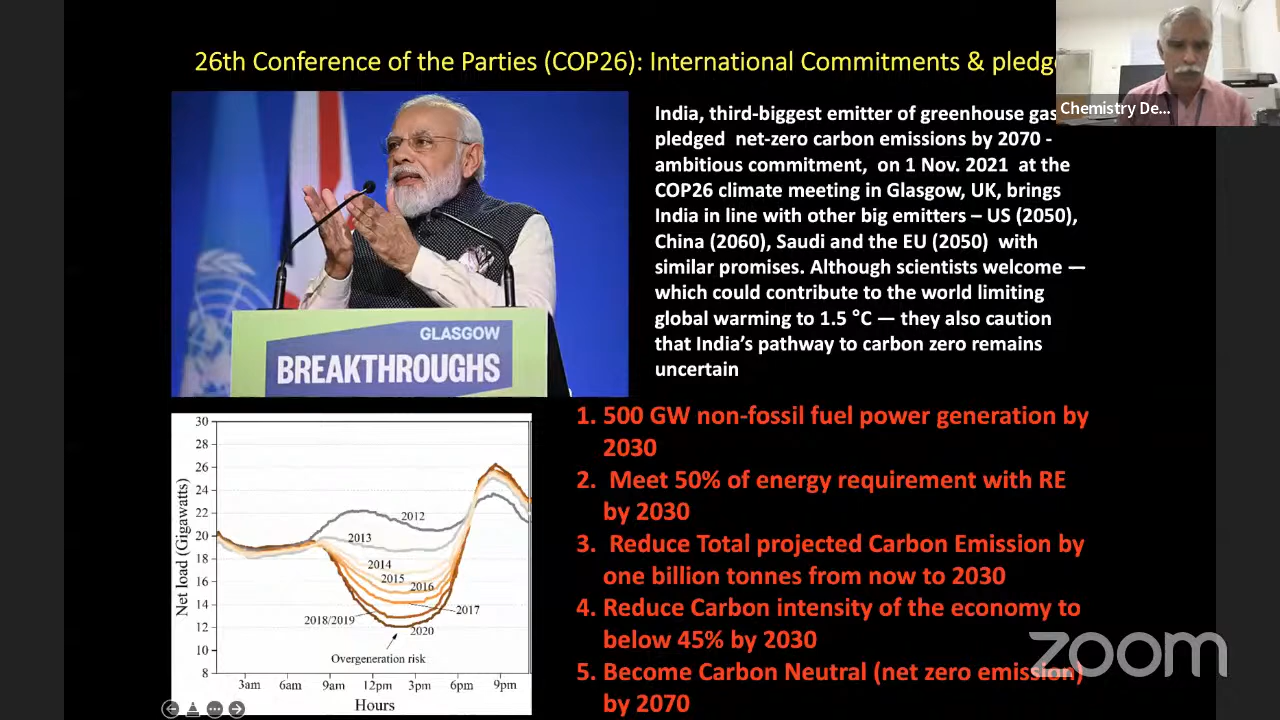 26th Conference of the Parties (COP26): International Commitments & pledg
Chemistry De...
India, third-biggest emitter of greenhouse gas
pledged net-zero carbon emissions by 2070 -
ambitious commitment, on 1 Nov. 2021 at the
COP26 climate meeting in Glasgow, UK, brings
India in line with other big emitters – US (2050),
China (2060), Saudi and the EU (2050) with
similar promises. Although scientists welcome —
which could contribute to the world limiting
global warming to 1.5 °C — they also caution
that India's pathway to carbon zero remains
uncertain
GLASGOW
BREAKTHROUGHS
1. 500 GW non-fossil fuel power generation by
2030
2. Meet 50% of energy requirement with RE
by 2030
3. Reduce Total projected Carbon Emission by
one billion tonnes from now to 2030
4. Reduce Carbon intensity of the economy to
below 45% by 2030
5. Become Carbon Neutral (net zero emission)
by 2070
Net load (Gigawatts)
30
28
26
24
22
20
18
16
14
12
10
8
2012
2013
2014
2015
2016
2017
2018/2019
2020
Overgeneration risk
3am 6am 9am 12pm 3pm 6pm 9pm
Hours
zoom